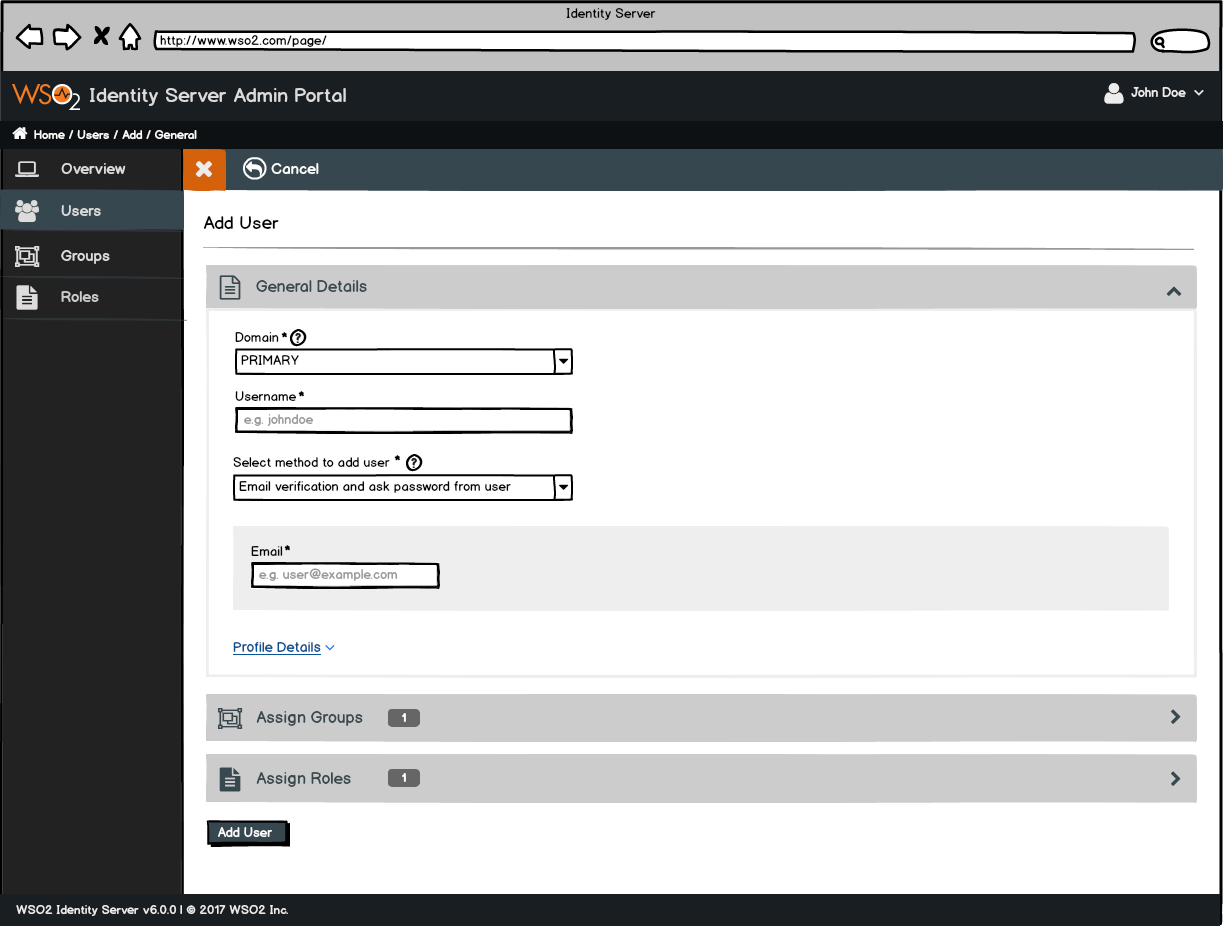 Identity Server
http://www.wso2.com/page/
WSO2 Identity Server Admin Portal
John Doe
Home / Users / Add / General
Overview
Cancel
Users
Groups
Roles
Add User
General Details
Domain * ?
PRIMARY
Username *
e.g. johndoe
Select method to add user * ?
Email verification and ask password from user
Email *
e.g. user@example.com
Profile Details
Assign Groups 1
Assign Roles 1
Add User
WSO2 Identity Server v6.0.0 | © 2017 WSO2 Inc.